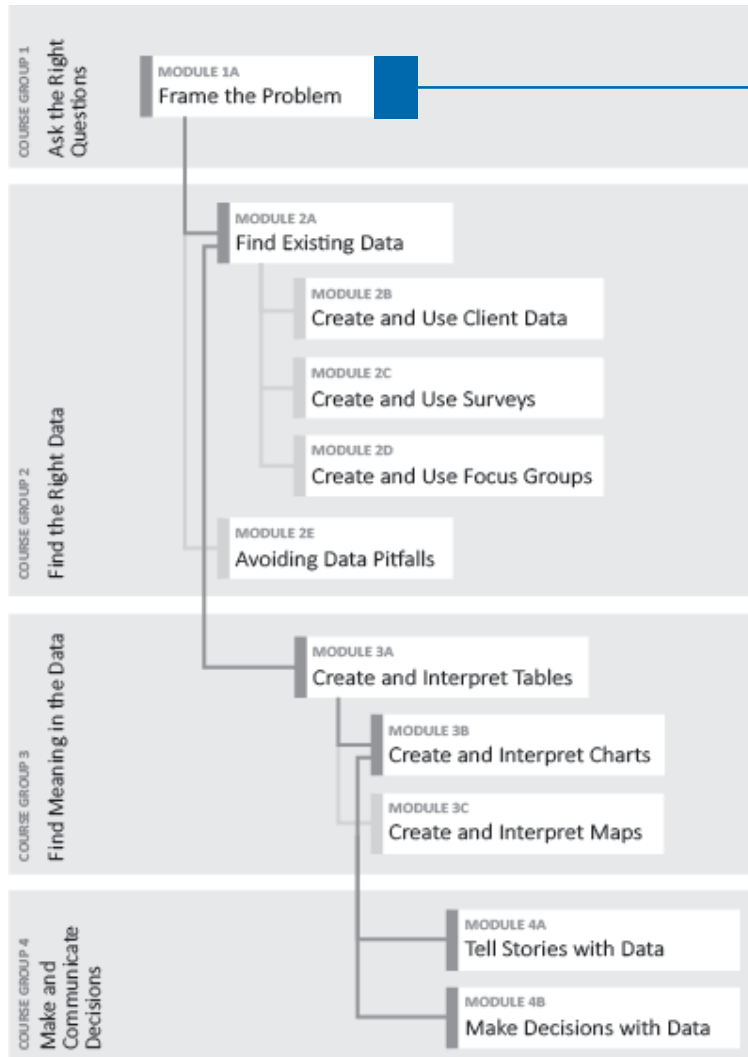 COURSE GROUP 1
Ask the Right
Questions
MODULE 1A
Frame the Problem
COURSE GROUP 2
Find the Right Data
MODULE 2A
Find Existing Data
MODULE 2B
Create and Use Client Data
MODULE 2C
Create and Use Surveys
MODULE 2D
Create and Use Focus Groups
MODULE 2E
Avoiding Data Pitfalls
COURSE GROUP 3
Find Meaning in the Data
MODULE 3A
Create and Interpret Tables
MODULE 3B
Create and Interpret Charts
MODULE 3C
Create and Interpret Maps
COURSE GROUP 4
Make and
Communicate
Decisions
MODULE 4A
Tell Stories with Data
MODULE 4B
Make Decisions with Data